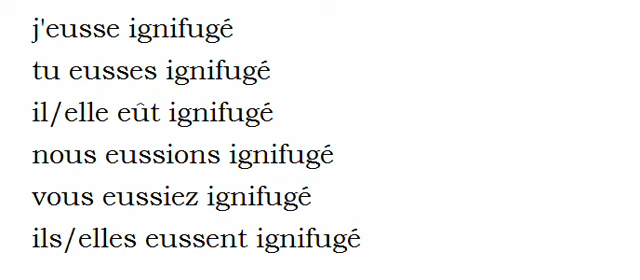 j'eusse ignifugé
tu eusses ignifugé
il/elle eût ignifugé
nous eussions ignifugé
vous eussiez ignifugé
ils/elles eussent ignifugé